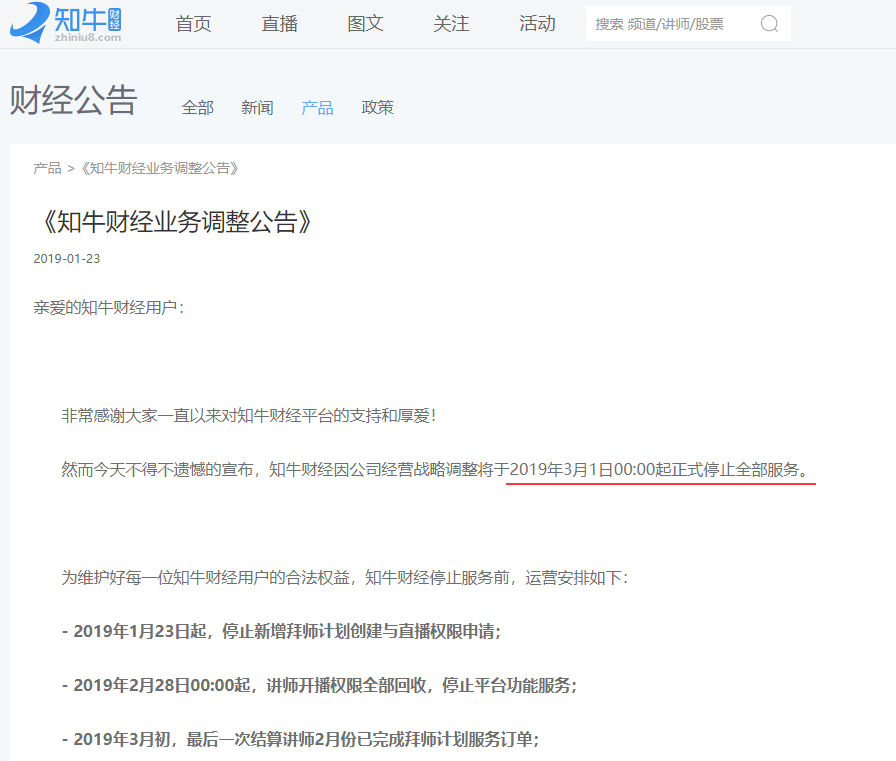 知牛财经
zhiniu8.com
首页 直播 图文 关注 活动 搜索 频道/讲师/股票
财经公告 全部 新闻 产品 政策
产品 >《知牛财经业务调整公告》
《知牛财经业务调整公告》
2019-01-23
亲爱的知牛财经用户：
非常感谢大家一直以来对知牛财经平台的支持和厚爱！
然而今天不得不遗憾的宣布，知牛财经因公司经营战略调整将于2019年3月1日00:00起正式停止全部服务。
为维护好每一位知牛财经用户的合法权益，知牛财经停止服务前，运营安排如下：
- 2019年1月23日起，停止新增拜师计划创建与直播权限申请；
- 2019年2月28日00:00起，讲师开播权限全部回收，停止平台功能服务；
- 2019年3月初，最后一次结算讲师2月份已完成拜师计划服务订单；